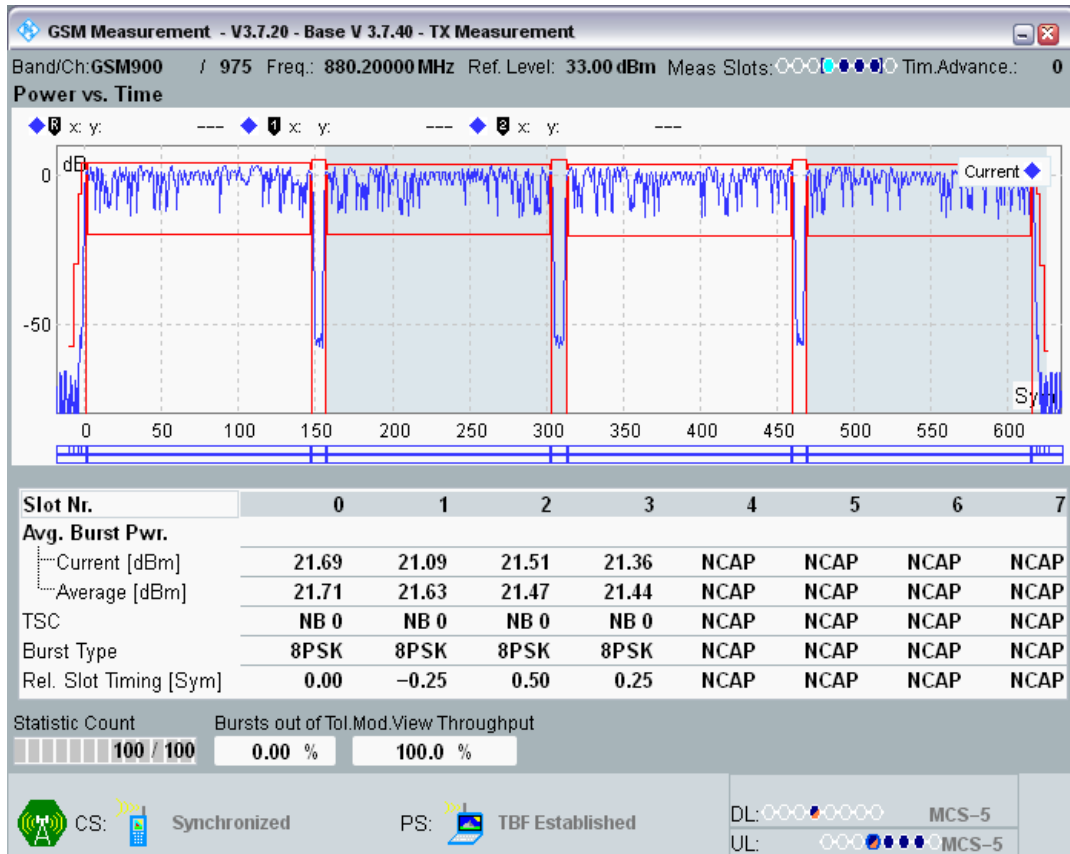 GSM Measurement - V3.7.20 - Base V 3.7.40 - TX Measurement
Band/Ch:GSM900 / 975 Freq.: 880.20000 MHz Ref. Level: 33.00 dBm Meas Slots: Tim.Advance.: 0
Power vs. Time
R x: y: --- 1 x: y: --- 2 x: y: ---
dB
Current
0
-50
Sym
0 50 100 150 200 250 300 350 400 450 500 550 600
Slot Nr. 0 1 2 3 4 5 6 7
Avg. Burst Pwr.
Current [dBm] 21.69 21.09 21.51 21.36 NCAP NCAP NCAP NCAP
Average [dBm] 21.71 21.63 21.47 21.44 NCAP NCAP NCAP NCAP
TSC NB 0 NB 0 NB 0 NB 0 NCAP NCAP NCAP NCAP
Burst Type 8PSK 8PSK 8PSK 8PSK NCAP NCAP NCAP NCAP
Rel. Slot Timing [Sym] 0.00 −0.25 0.50 0.25 NCAP NCAP NCAP NCAP
Statistic Count Bursts out of Tol.Mod.View Throughput
100 / 100 0.00 % 100.0 %
CS: Synchronized PS: TBF Established
DL: MCS−5
UL: MCS−5